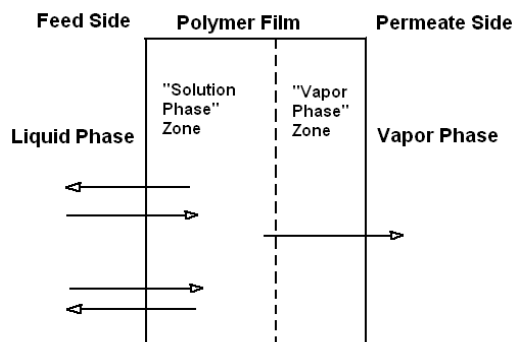 Feed Side Polymer Film Permeate Side
"Solution
Phase"
Zone
"Vapor
Phase"
Zone
Liquid Phase
Vapor Phase